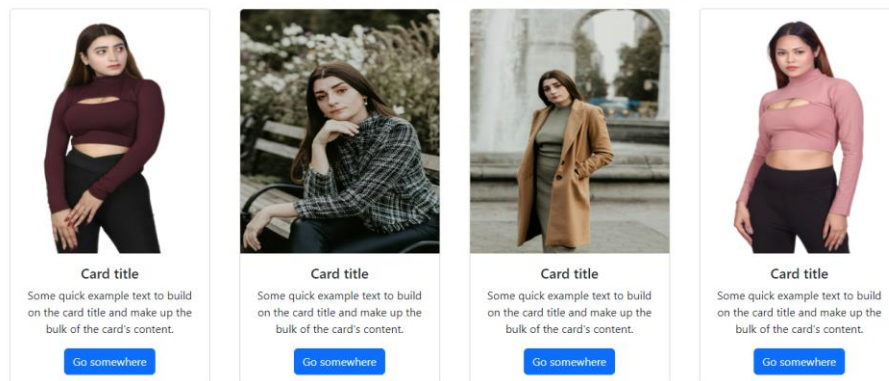 Card title
Some quick example text to build
on the card title and make up the
bulk of the card's content.
Go somewhere
Card title
Some quick example text to build
on the card title and make up the
bulk of the card's content.
Go somewhere
Card title
Some quick example text to build
on the card title and make up the
bulk of the card's content.
Go somewhere
Card title
Some quick example text to build
on the card title and make up the
bulk of the card's content.
Go somewhere